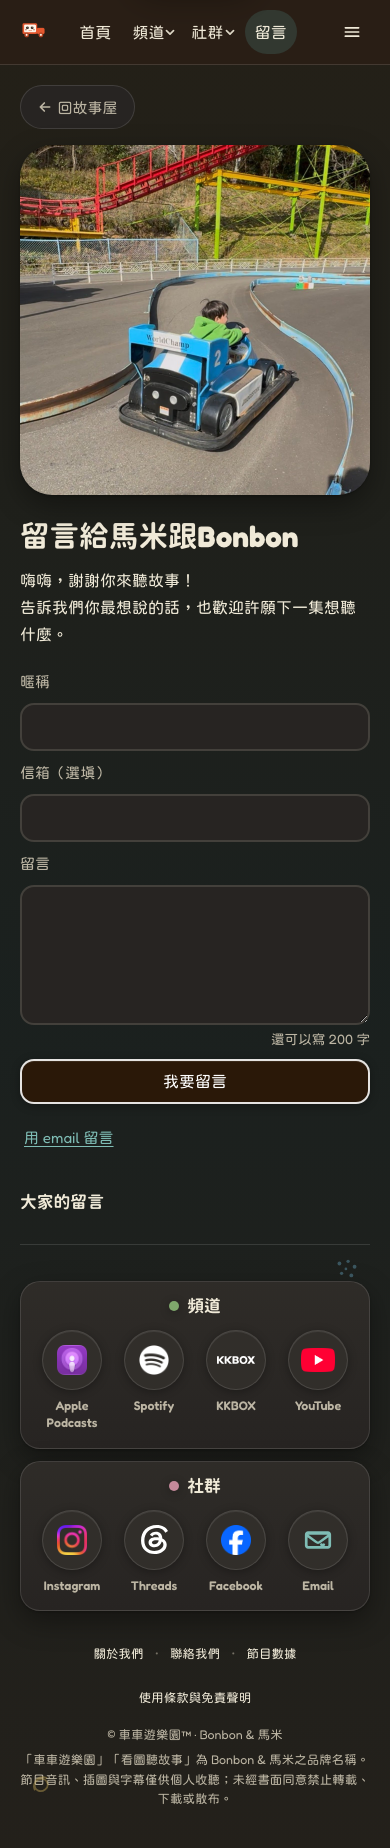 首頁 頻道 社群 留言
← 回故事屋
WorldChamp
2
留言給馬米跟Bonbon
嗨嗨，謝謝你來聽故事！
告訴我們你最想說的話，也歡迎許願下一集想聽
什麼。
暱稱
信箱（選填）
留言
還可以寫 200 字
我要留言
用 email 留言
大家的留言
頻道
KKBOX
Apple Podcasts
Spotify
KKBOX
YouTube
社群
Instagram
Threads
Facebook
Email
關於我們 · 聯絡我們 · 節目數據
使用條款與免責聲明
© 車車遊樂園™ · Bonbon & 馬米
「車車遊樂園」「看圖聽故事」為 Bonbon & 馬米之品牌名稱。
節目音訊、插圖與字幕僅供個人收聽；未經書面同意禁止轉載、
下載或散布。